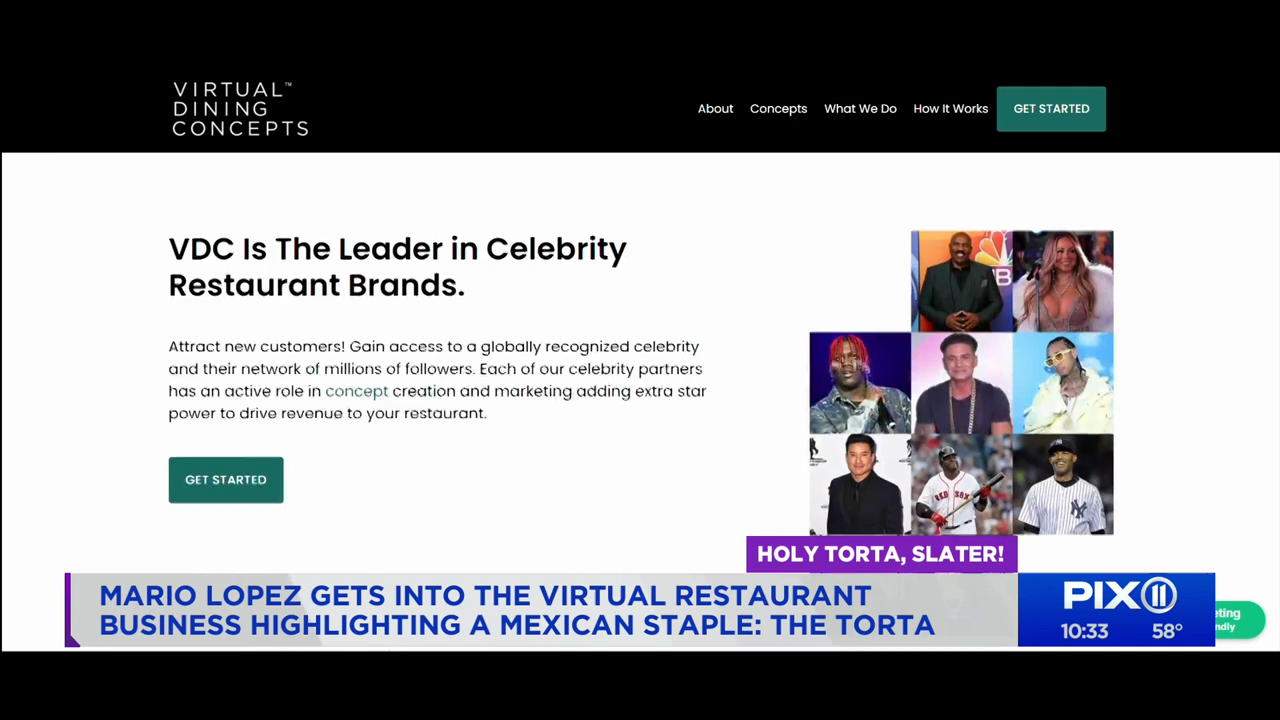 VIRTUAL™
DINING
CONCEPTS
About Concepts What We Do How It Works GET STARTED
VDC Is The Leader in Celebrity
Restaurant Brands.
Attract new customers! Gain access to a globally recognized celebrity
and their network of millions of followers. Each of our celebrity partners
has an active role in concept creation and marketing adding extra star
power to drive revenue to your restaurant.
GET STARTED
B
RED SOX
HOLY TORTA, SLATER!
MARIO LOPEZ GETS INTO THE VIRTUAL RESTAURANT
BUSINESS HIGHLIGHTING A MEXICAN STAPLE: THE TORTA
PIX11
10:33 58°
eting
ndly